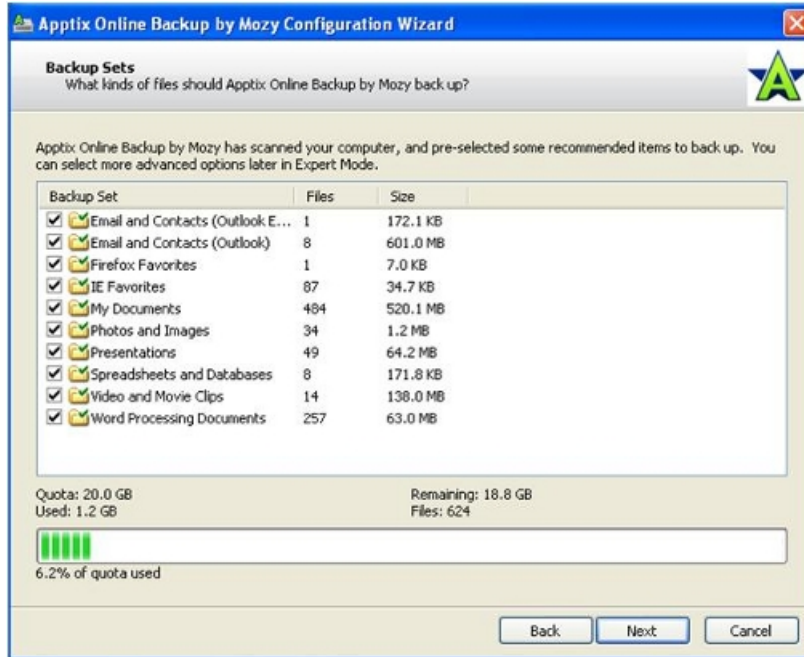 Apptix Online Backup by Mozy Configuration Wizard
Backup Sets
What kinds of files should Apptix Online Backup by Mozy back up?
Apptix Online Backup by Mozy has scanned your computer, and pre-selected some recommended items to back up. You
can select more advanced options later in Expert Mode.
Backup Set Files Size
Email and Contacts (Outlook E... 1 172.1 KB
Email and Contacts (Outlook) 8 601.0 MB
Firefox Favorites 1 7.0 KB
IE Favorites 87 34.7 KB
My Documents 484 520.1 MB
Photos and Images 34 1.2 MB
Presentations 49 64.2 MB
Spreadsheets and Databases 8 171.8 KB
Video and Movie Clips 14 138.0 MB
Word Processing Documents 257 63.0 MB
Quota: 20.0 GB Remaining: 18.8 GB
Used: 1.2 GB Files: 624
6.2% of quota used
Back Next Cancel